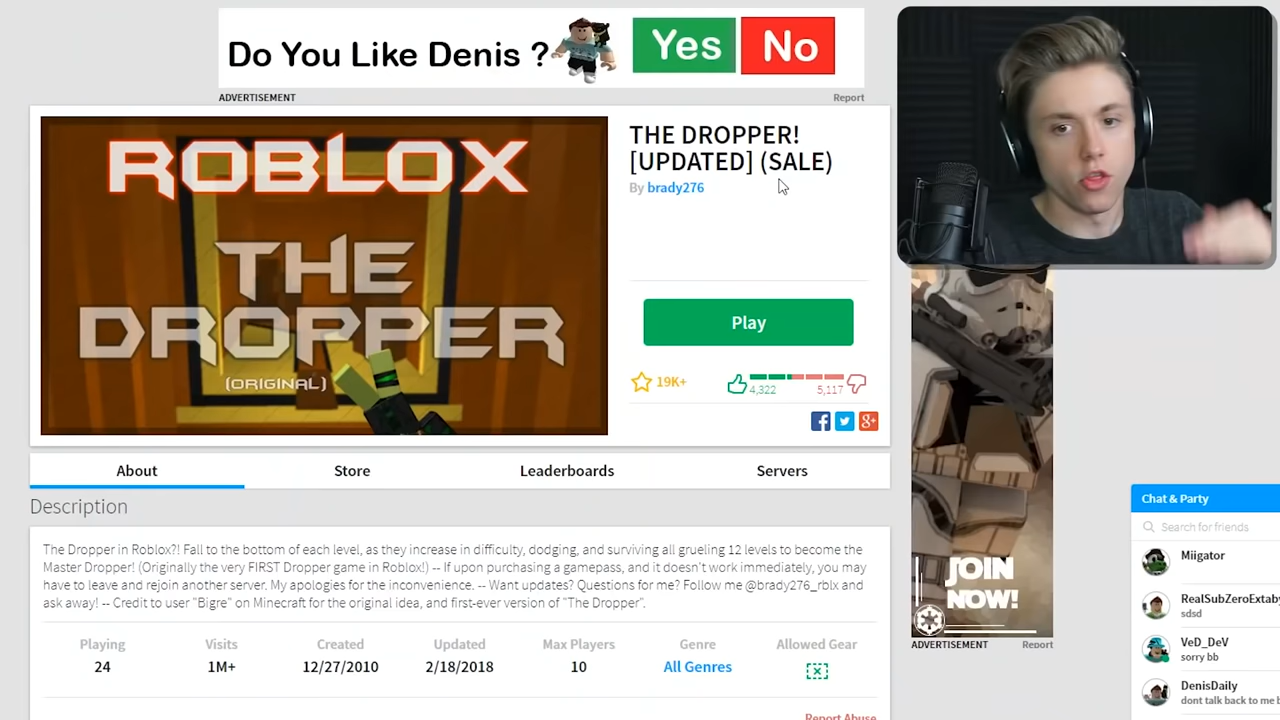 Do You Like Denis ?
Yes
No
ADVERTISEMENT
Report
ROBLOX
THE
DROPPER
(ORIGINAL)
THE DROPPER!
[UPDATED] (SALE)
By brady276
Play
19K+
4,322
5,117
About
Store
Leaderboards
Servers
Description
The Dropper in Roblox?! Fall to the bottom of each level, as they increase in difficulty, dodging, and surviving all grueling 12 levels to become the
Master Dropper! (Originally the very FIRST Dropper game in Roblox!) -- If upon purchasing a gamepass, and it doesn't work immediately, you may
have to leave and rejoin another server. My apologies for the inconvenience. -- Want updates? Questions for me? Follow me @brady276_rblx and
ask away! -- Credit to user "Bigre" on Minecraft for the original idea, and first-ever version of "The Dropper".
Playing
24
Visits
1M+
Created
12/27/2010
Updated
2/18/2018
Max Players
10
Genre
All Genres
Allowed Gear
Report Abuse
JOIN
NOW!
ADVERTISEMENT
Report
Chat & Party
Search for friends
Miigator
RealSubZeroExtaby
sdsd
VeD_DeV
sorry bb
DenisDaily
dont talk back to me b